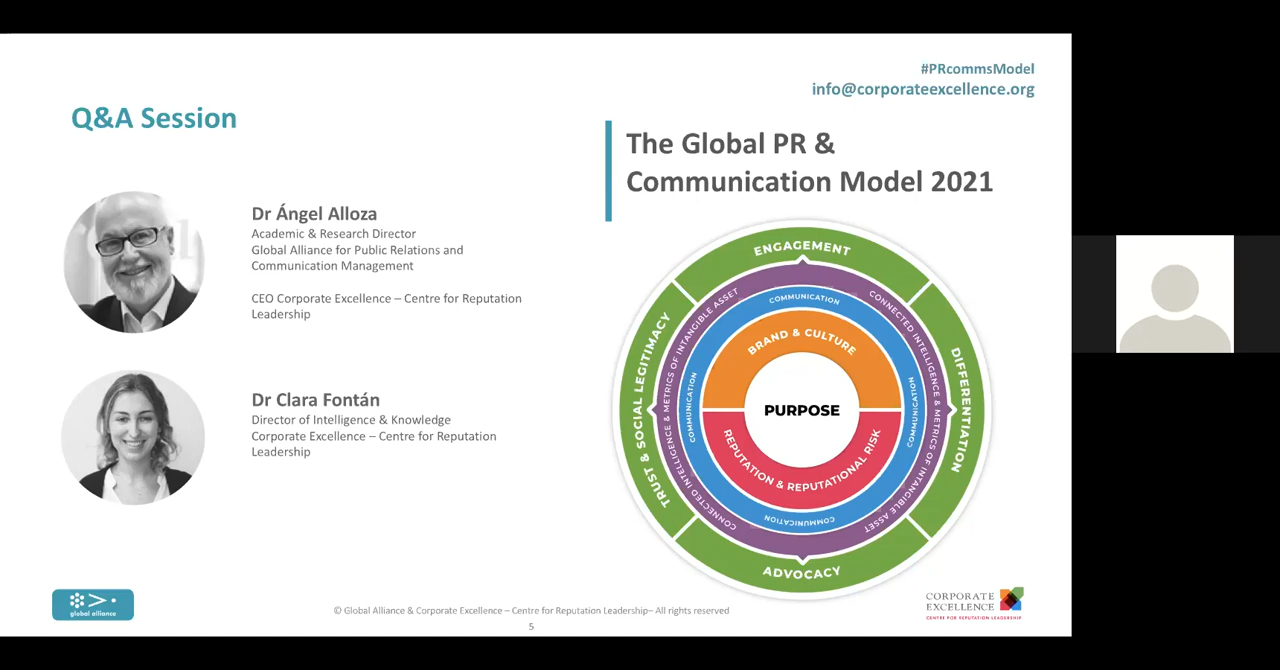 #PRcommsModel
info@corporateexcellence.org
Q&A Session
Dr Ángel Alloza
Academic & Research Director
Global Alliance for Public Relations and
Communication Management
CEO Corporate Excellence – Centre for Reputation
Leadership
Dr Clara Fontán
Director of Intelligence & Knowledge
Corporate Excellence – Centre for Reputation
Leadership
The Global PR &
Communication Model 2021
ENGAGEMENT
DIFFERENTIATION
ADVOCACY
TRUST & SOCIAL LEGITIMACY
CONNECTED INTELLIGENCE & METRICS OF INTANGIBLE ASSET
CONNECTED INTELLIGENCE & METRICS OF INTANGIBLE ASSET
COMMUNICATION
COMMUNICATION
COMMUNICATION
COMMUNICATION
BRAND & CULTURE
PURPOSE
REPUTATION & REPUTATIONAL RISK
global alliance
© Global Alliance & Corporate Excellence – Centre for Reputation Leadership– All rights reserved
5
CORPORATE
EXCELLENCE
CENTRE FOR REPUTATION LEADERSHIP